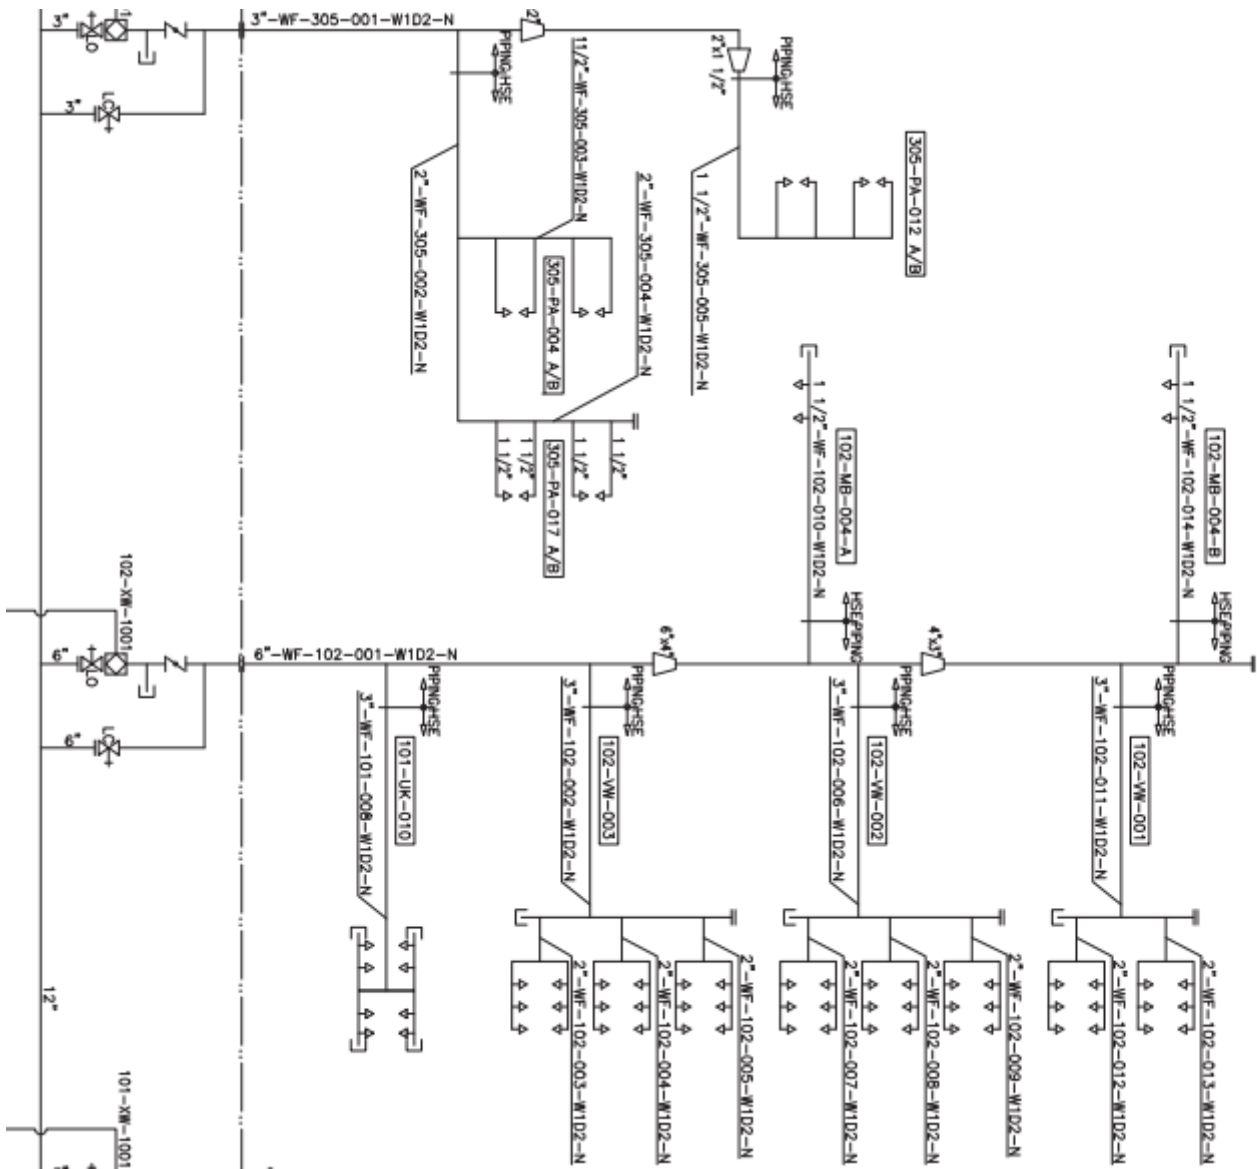 3"
LO
1
3"-WF-305-001-W1D2-N
2"
PIPING
HSE
2"x1 1/2"
PIPING
HSE
3"
LC
2"-WF-305-002-W1D2-N
11/2"-WF-305-003-W1D2-N
2"-WF-305-004-W1D2-N
1 1/2"-WF-305-005-W1D2-N
305-PA-012 A/B
305-PA-004 A/B
1 1/2"
1 1/2"
1 1/2"
1 1/2"
305-PA-017 A/B
1 1/2"-WF-102-010-W1D2-N
102-MB-004-A
HSE
PIPING
1 1/2"-WF-102-014-W1D2-N
102-MB-004-B
HSE
PIPING
102-XW-1001
6"
LO
6"-WF-102-001-W1D2-N
6"x4"
4"x3"
6"
LC
PIPING
HSE
3"-WF-101-008-W1D2-N
101-UK-010
PIPING
HSE
3"-WF-102-002-W1D2-N
102-VW-003
PIPING
HSE
3"-WF-102-006-W1D2-N
102-VW-002
PIPING
HSE
3"-WF-102-011-W1D2-N
102-VW-001
2"-WF-102-003-W1D2-N
2"-WF-102-004-W1D2-N
2"-WF-102-005-W1D2-N
2"-WF-102-007-W1D2-N
2"-WF-102-008-W1D2-N
2"-WF-102-009-W1D2-N
2"-WF-102-012-W1D2-N
2"-WF-102-013-W1D2-N
12"
101-XW-1001